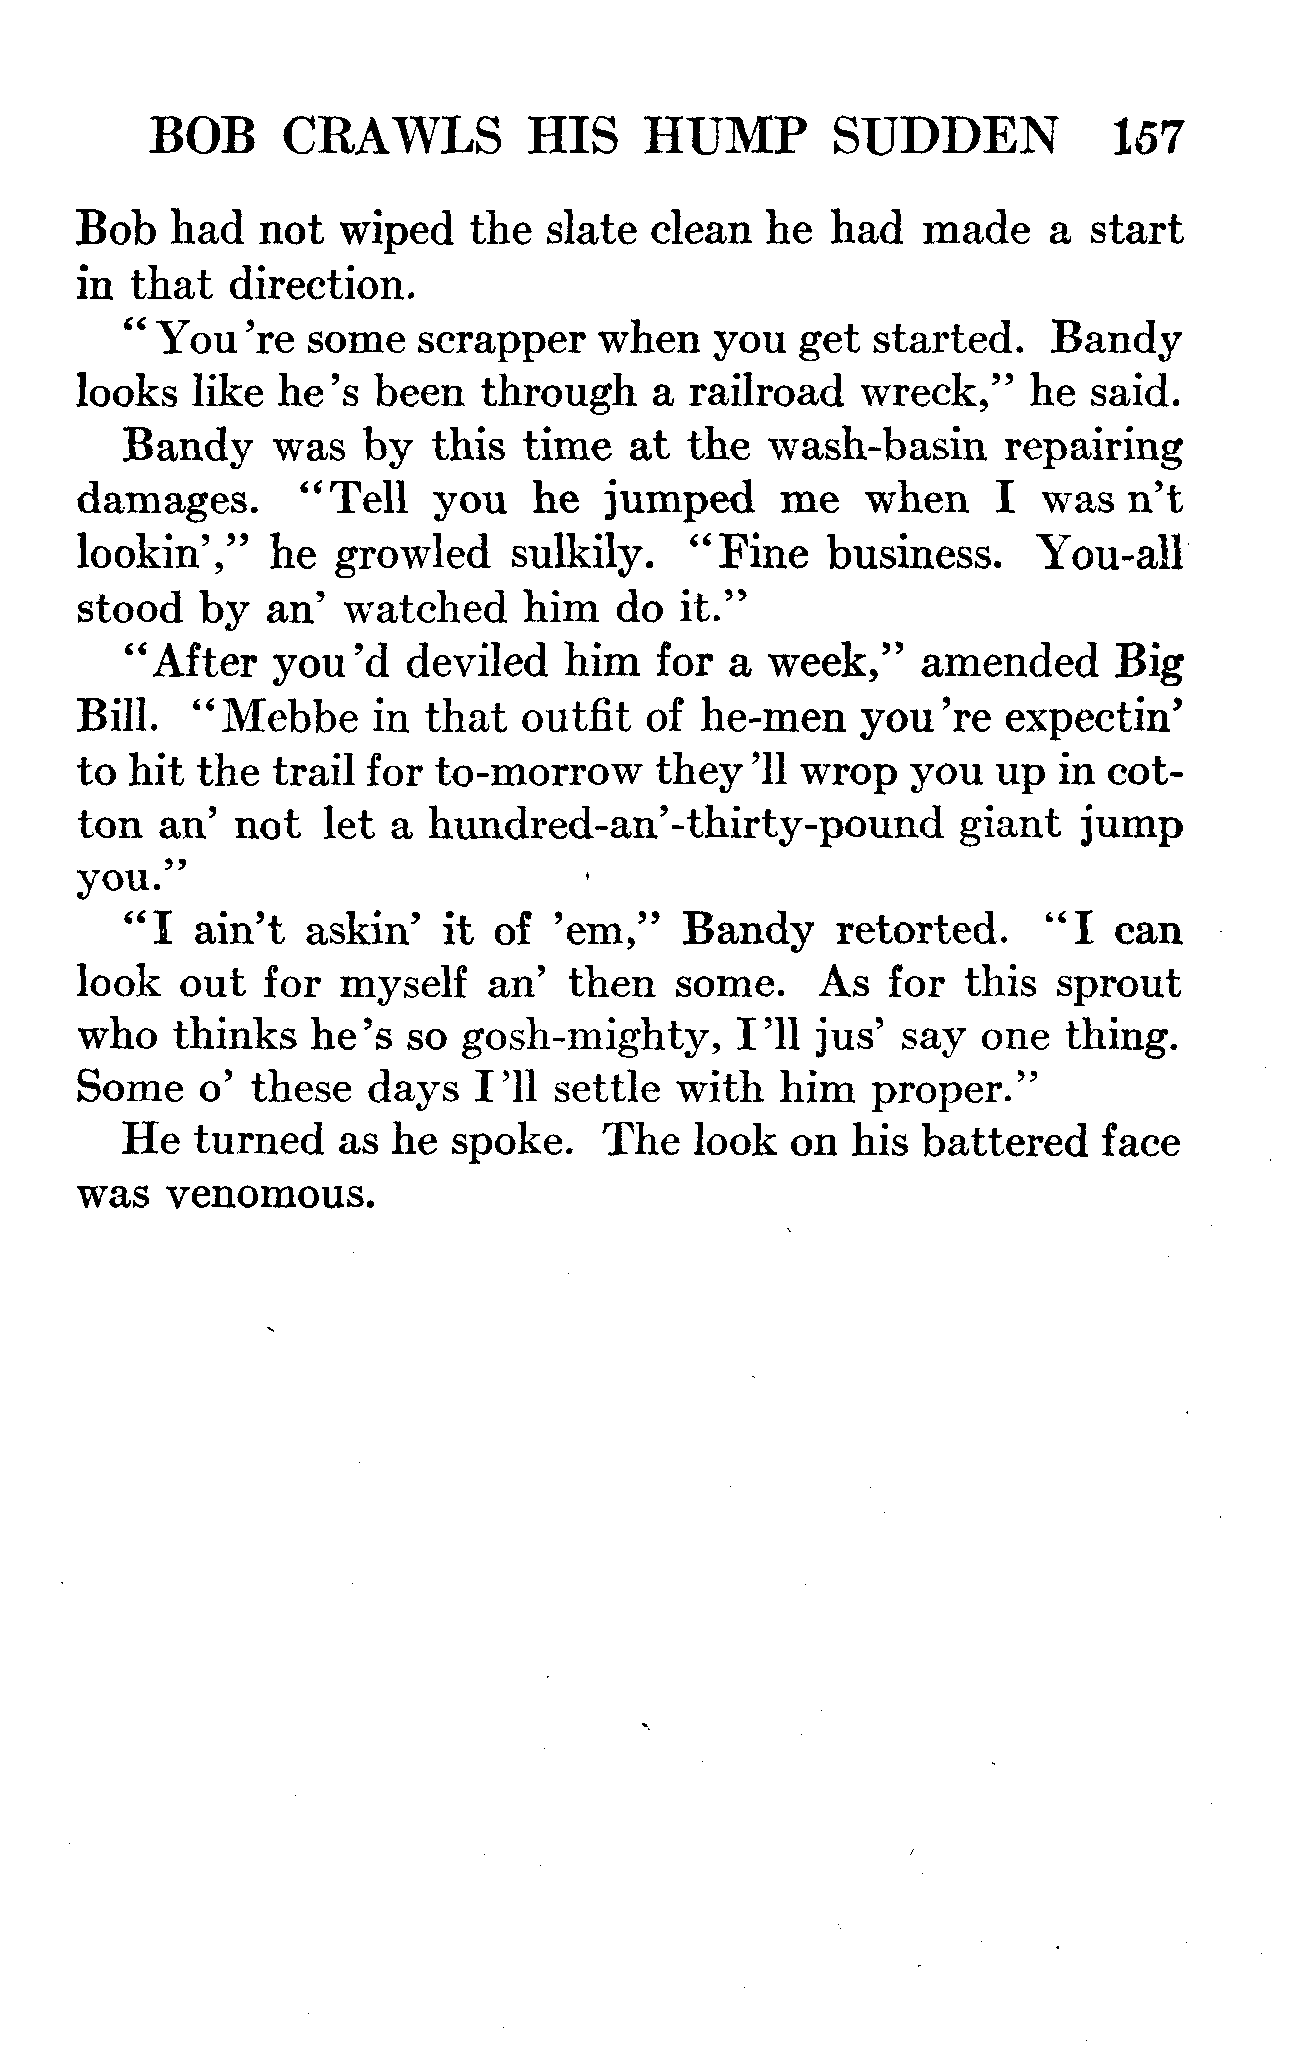 BOB CRAWLS HIS HUMP SUDDEN 157
Bob had not wiped the slate clean he had made a start
in that direction.
“You're some scrapper when you get started. Bandy
looks like he's been through a railroad wreck,” he said.
Bandy was by this time at the wash-basin repairing
damages. “Tell you he jumped me when I was n't
lookin',” he growled sulkily. “Fine business. You-all
stood by an' watched him do it.”
“After you'd deviled him for a week,” amended Big
Bill. “Mebbe in that outfit of he-men you're expectin'
to hit the trail for to-morrow they'll wrop you up in cot-
ton an' not let a hundred-an'-thirty-pound giant jump
you.”
“I ain't askin' it of 'em,” Bandy retorted. “I can
look out for myself an' then some. As for this sprout
who thinks he's so gosh-mighty, I'll jus' say one thing.
Some o' these days I'll settle with him proper.”
He turned as he spoke. The look on his battered face
was venomous.